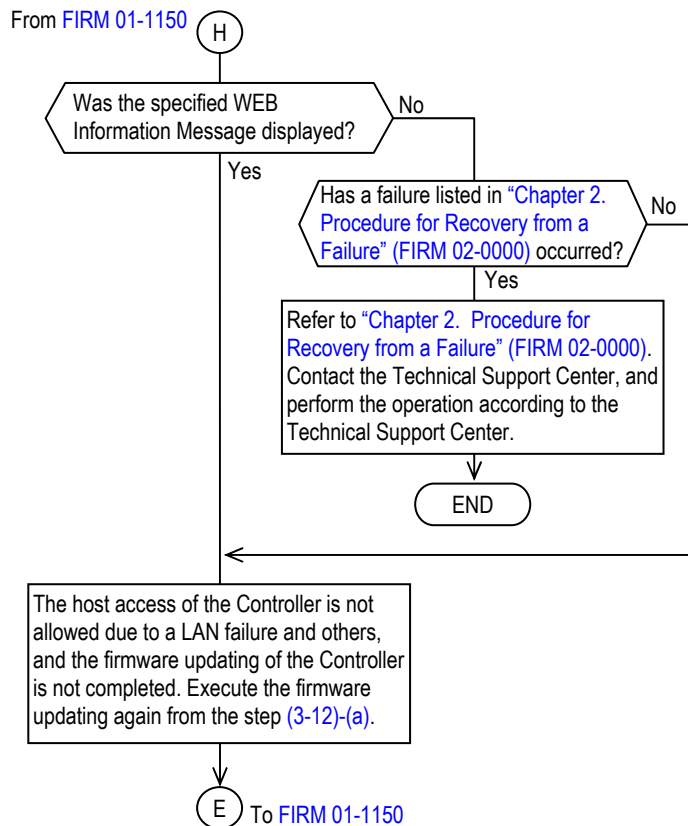 From FIRM 01-1150
H
Was the specified WEB
Information Message displayed?
No
Yes
Has a failure listed in “Chapter 2.
Procedure for Recovery from a
Failure” (FIRM 02-0000) occurred?
No
Yes
Refer to “Chapter 2. Procedure for
Recovery from a Failure” (FIRM 02-0000).
Contact the Technical Support Center, and
perform the operation according to the
Technical Support Center.
END
The host access of the Controller is not
allowed due to a LAN failure and others,
and the firmware updating of the Controller
is not completed. Execute the firmware
updating again from the step (3-12)-(a).
E
To FIRM 01-1150